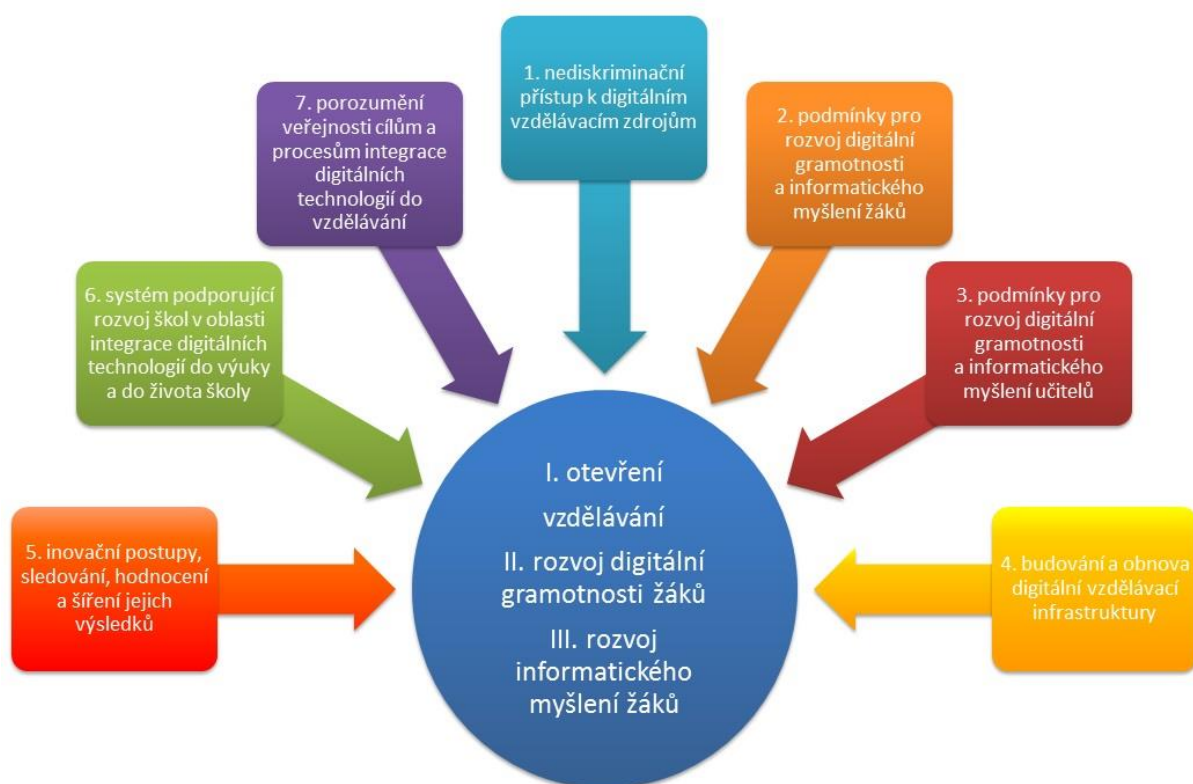 1. nediskriminační
přístup k digitálním
vzdělávacím zdrojům
2. podmínky pro
rozvoj digitální
gramotnosti
a informatického
myšlení žáků
3. podmínky pro
rozvoj digitální
gramotnosti
a informatického
myšlení učitelů
4. budování a obnova
digitální vzdělávací
infrastruktury
5. inovační postupy,
sledování, hodnocení
a šíření jejich
výsledků
6. systém podporující
rozvoj škol v oblasti
integrace digitálních
technologií do výuky
a do života školy
7. porozumění
veřejnosti cílům a
procesům integrace
digitálních
technologií do
vzdělávání
I. otevření
vzdělávání
II. rozvoj digitální
gramotnosti žáků
III. rozvoj
informatického
myšlení žáků